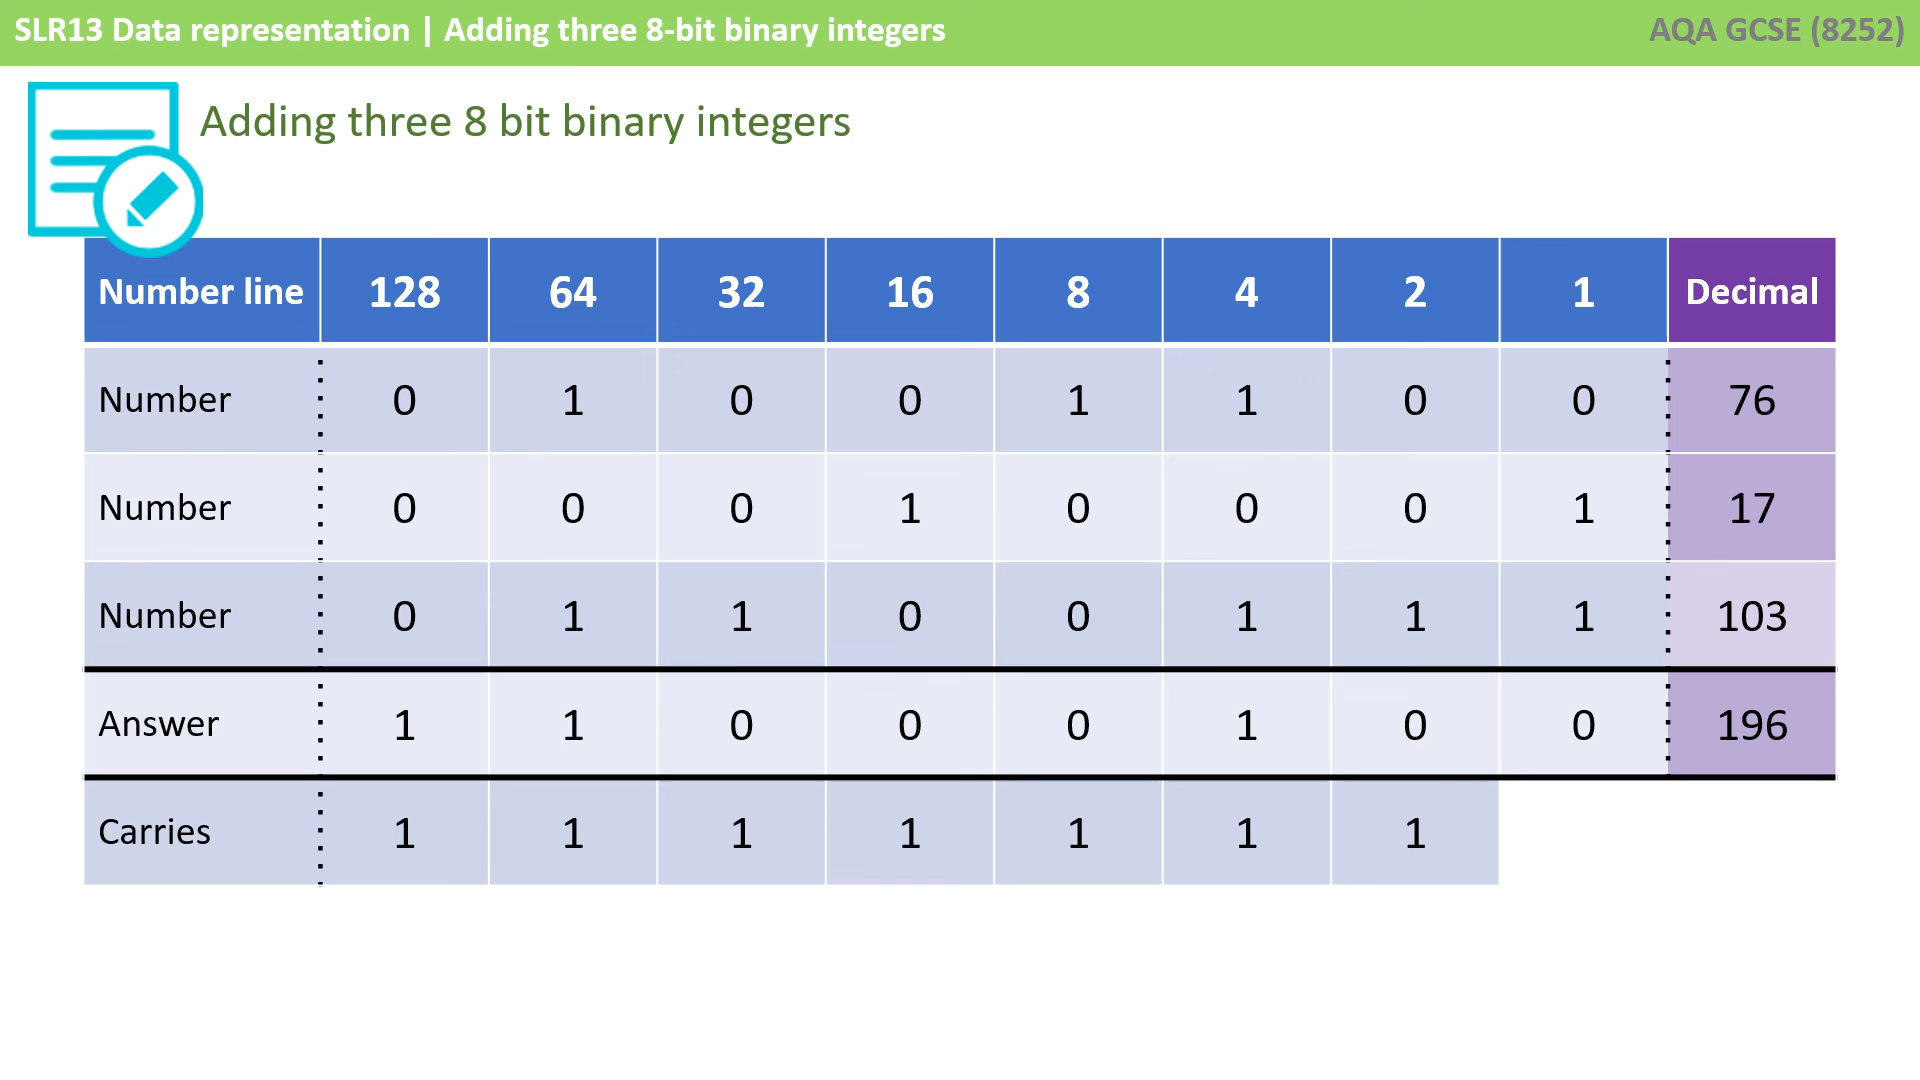 SLR13 Data representation | Adding three 8-bit binary integers AQA GCSE (8252)
Adding three 8 bit binary integers
Number line 128 64 32 16 8 4 2 1 Decimal
Number 0 1 0 0 1 1 0 0 76
Number 0 0 0 1 0 0 0 1 17
Number 0 1 1 0 0 1 1 1 103
Answer 1 1 0 0 0 1 0 0 196
Carries 1 1 1 1 1 1 1